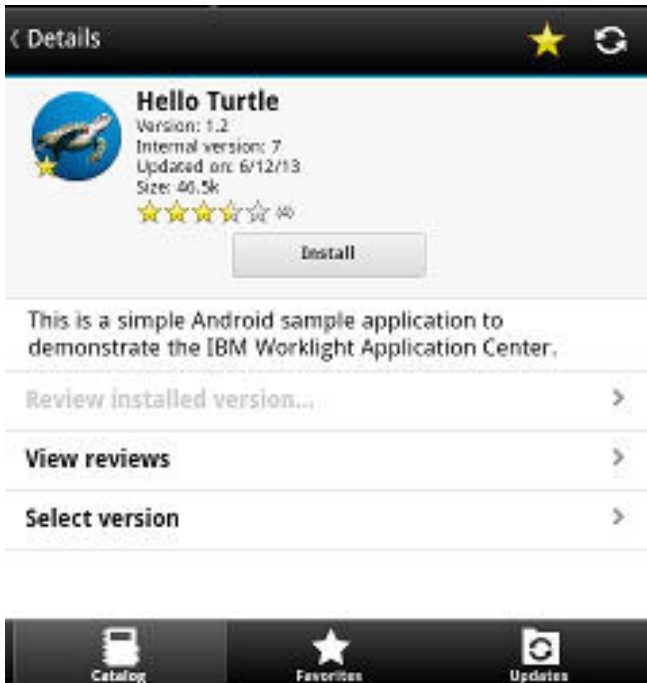 Details
Hello Turtle
Version: 1.2
Internal version: 7
Updated on: 6/12/13
Size: 46.5k
(4)
Install
This is a simple Android sample application to
demonstrate the IBM Worklight Application Center.
Review installed version...
View reviews
Select version
Catalog Favorites Updates